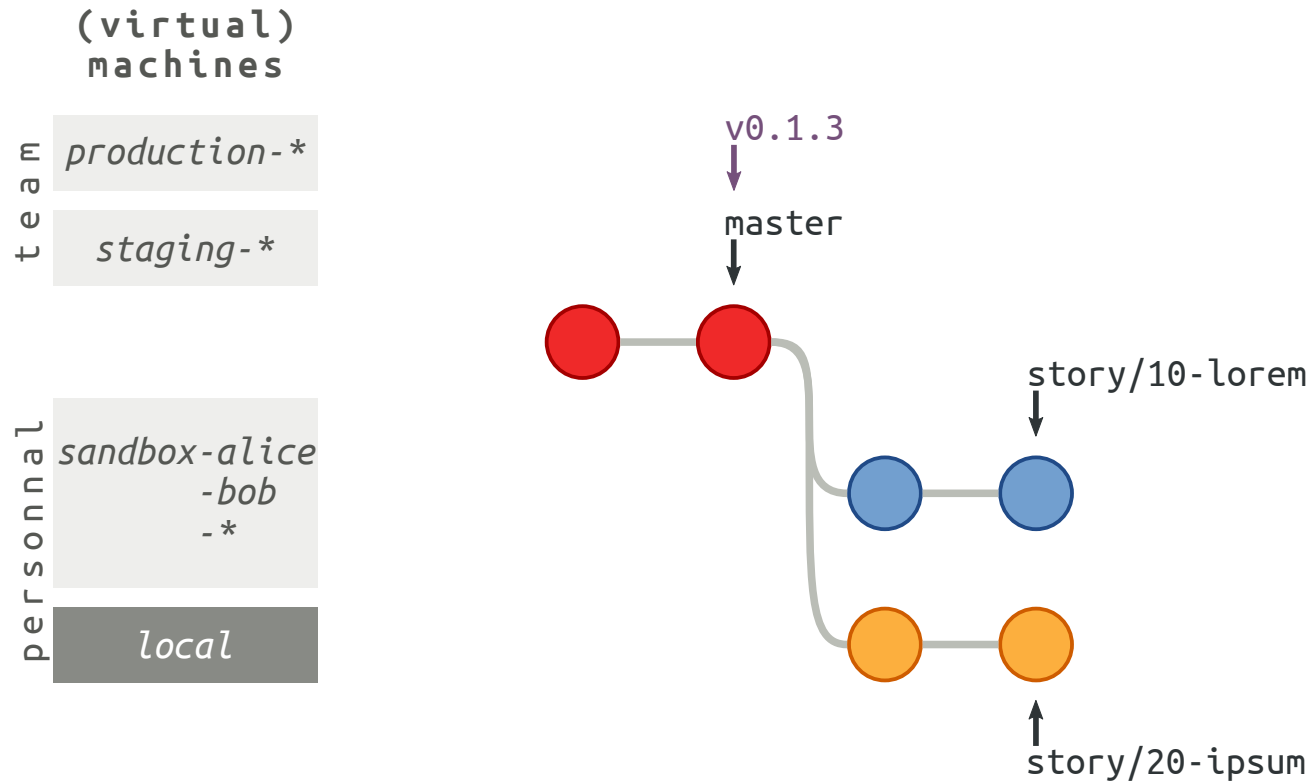 (virtual)
machines
team
production-*
staging-*
personnal
sandbox-alice
-bob
-*
local
v0.1.3
master
story/10-lorem
story/20-ipsum